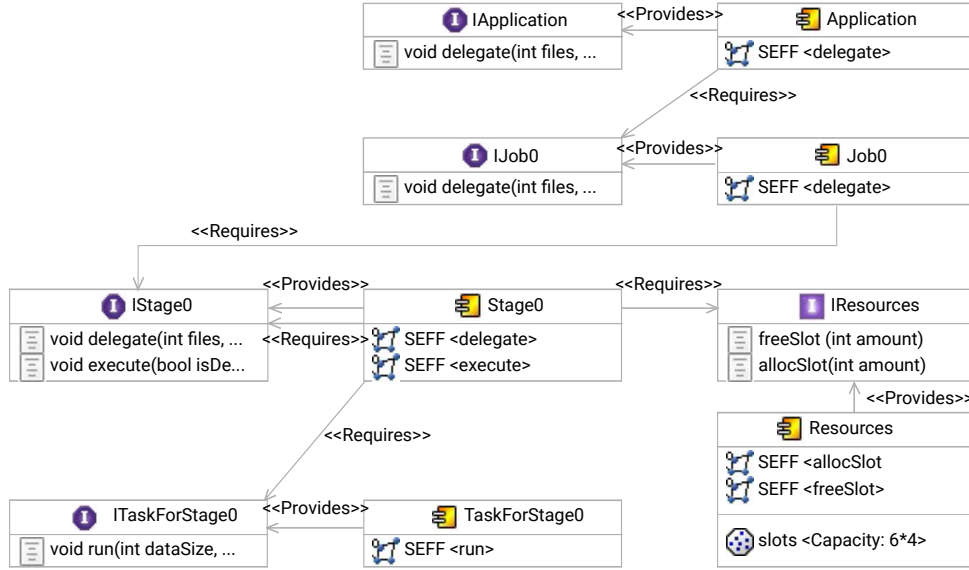 IApplication
<<Provides>>
Application
void delegate(int files, ...
SEFF <delegate>
<<Requires>>
IJob0
<<Provides>>
Job0
void delegate(int files, ...
SEFF <delegate>
<<Requires>>
IStage0
<<Provides>>
Stage0
<<Requires>>
IResources
void delegate(int files, ...
<<Requires>>
SEFF <delegate>
freeSlot (int amount)
void execute(bool isDe...
SEFF <execute>
allocSlot(int amount)
<<Provides>>
<<Requires>>
Resources
SEFF <allocSlot
SEFF <freeSlot>
ITaskForStage0
<<Provides>>
TaskForStage0
void run(int dataSize, ...
SEFF <run>
slots <Capacity: 6*4>